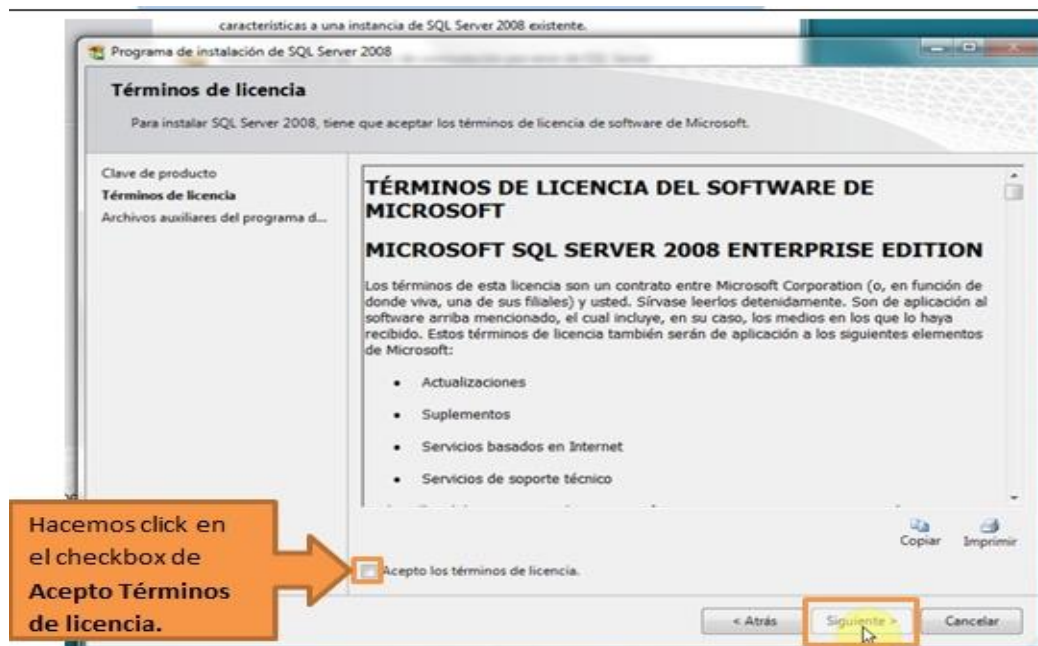 características a una instancia de SQL Server 2008 existente.
Programa de instalación de SQL Server 2008
Términos de licencia
Para instalar SQL Server 2008, tiene que aceptar los términos de licencia de software de Microsoft.
Clave de producto
Términos de licencia
Archivos auxiliares del programa d...
TÉRMINOS DE LICENCIA DEL SOFTWARE DE
MICROSOFT
MICROSOFT SQL SERVER 2008 ENTERPRISE EDITION
Los términos de esta licencia son un contrato entre Microsoft Corporation (o, en función de
donde viva, una de sus filiales) y usted. Sírvase leerlos detenidamente. Son de aplicación al
software arriba mencionado, el cual incluye, en su caso, los medios en los que lo haya
recibido. Estos términos de licencia también serán de aplicación a los siguientes elementos
de Microsoft:
• Actualizaciones
• Suplementos
• Servicios basados en Internet
• Servicios de soporte técnico
Copiar Imprimir
Hacemos click en
el checkbox de
Acepto Términos
de licencia.
Acepto los términos de licencia.
< Atrás Siguiente > Cancelar